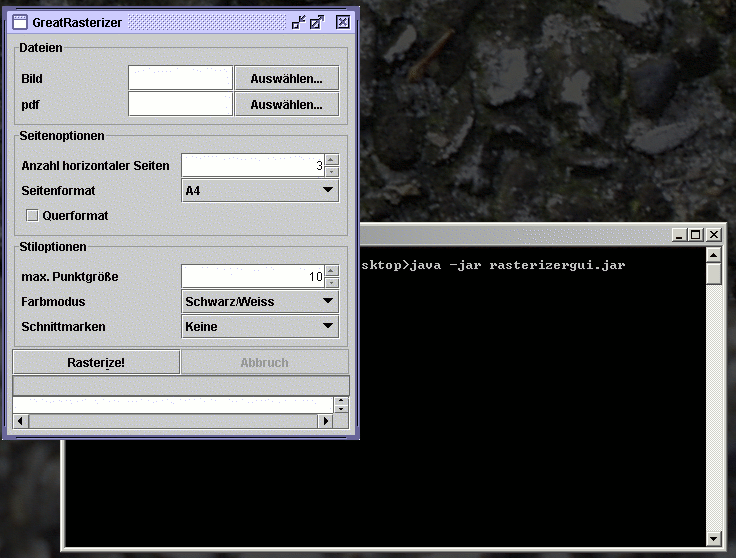 GreatRasterizer
Dateien
Bild
Auswählen...
pdf
Auswählen...
Seitenoptionen
Anzahl horizontaler Seiten
3
Seitenformat
A4
Querformat
Stiloptionen
max. Punktgröße
10
Farbmodus
Schwarz/Weiss
Schnittmarken
Keine
Rasterize!
Abbruch
sktop>java -jar rasterizergui.jar